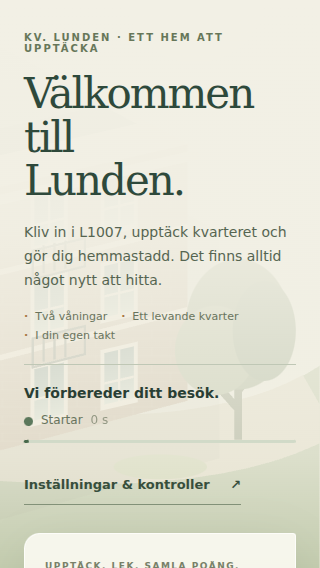 KV. LUNDEN · ETT HEM ATT
UPPTÄCKA
Välkommen
till
Lunden.
Kliv in i L1007, upptäck kvarteret och
gör dig hemmastadd. Det finns alltid
något nytt att hitta.
· Två våningar · Ett levande kvarter
· I din egen takt
Vi förbereder ditt besök.
Startar 0 s
Inställningar & kontroller ↗
UPPTÄCK, LEK, SAMLA POÄNG.